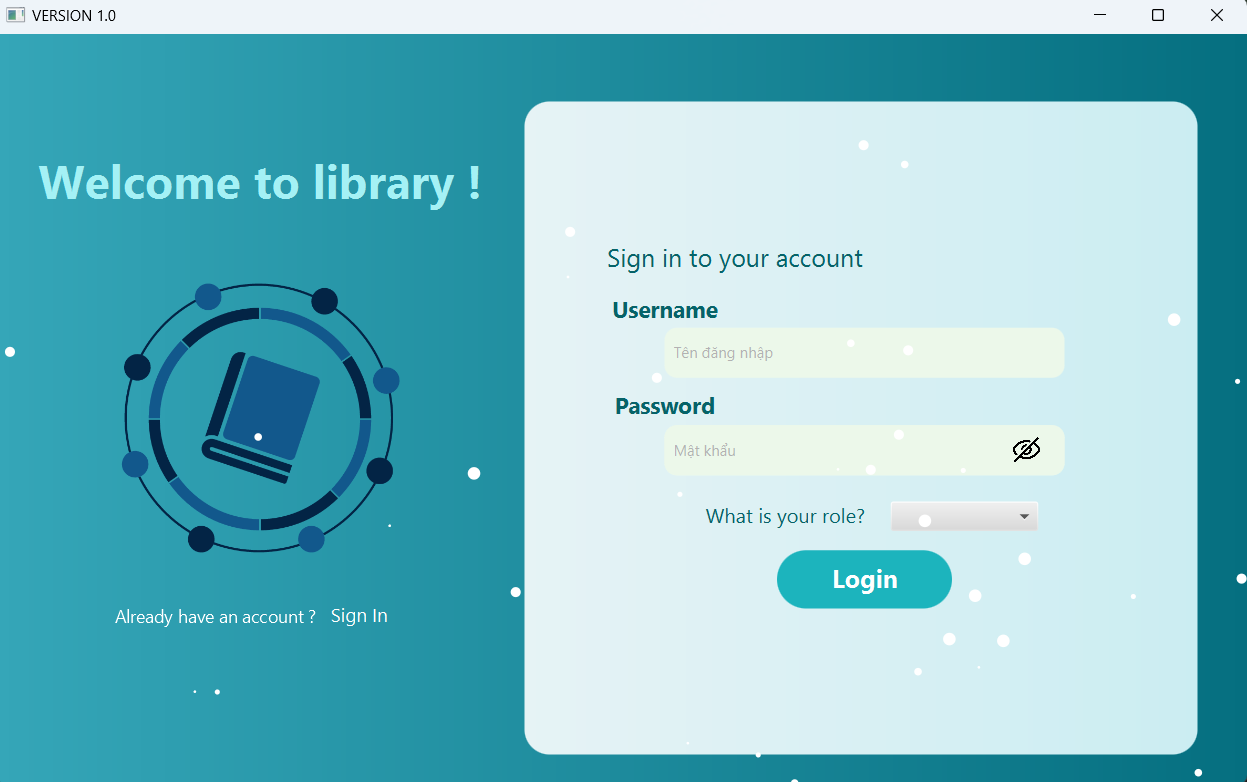 VERSION 1.0
Welcome to library !
Already have an account ? Sign In
Sign in to your account
Username
Tên đăng nhập
Password
Mật khẩu
What is your role?
Login